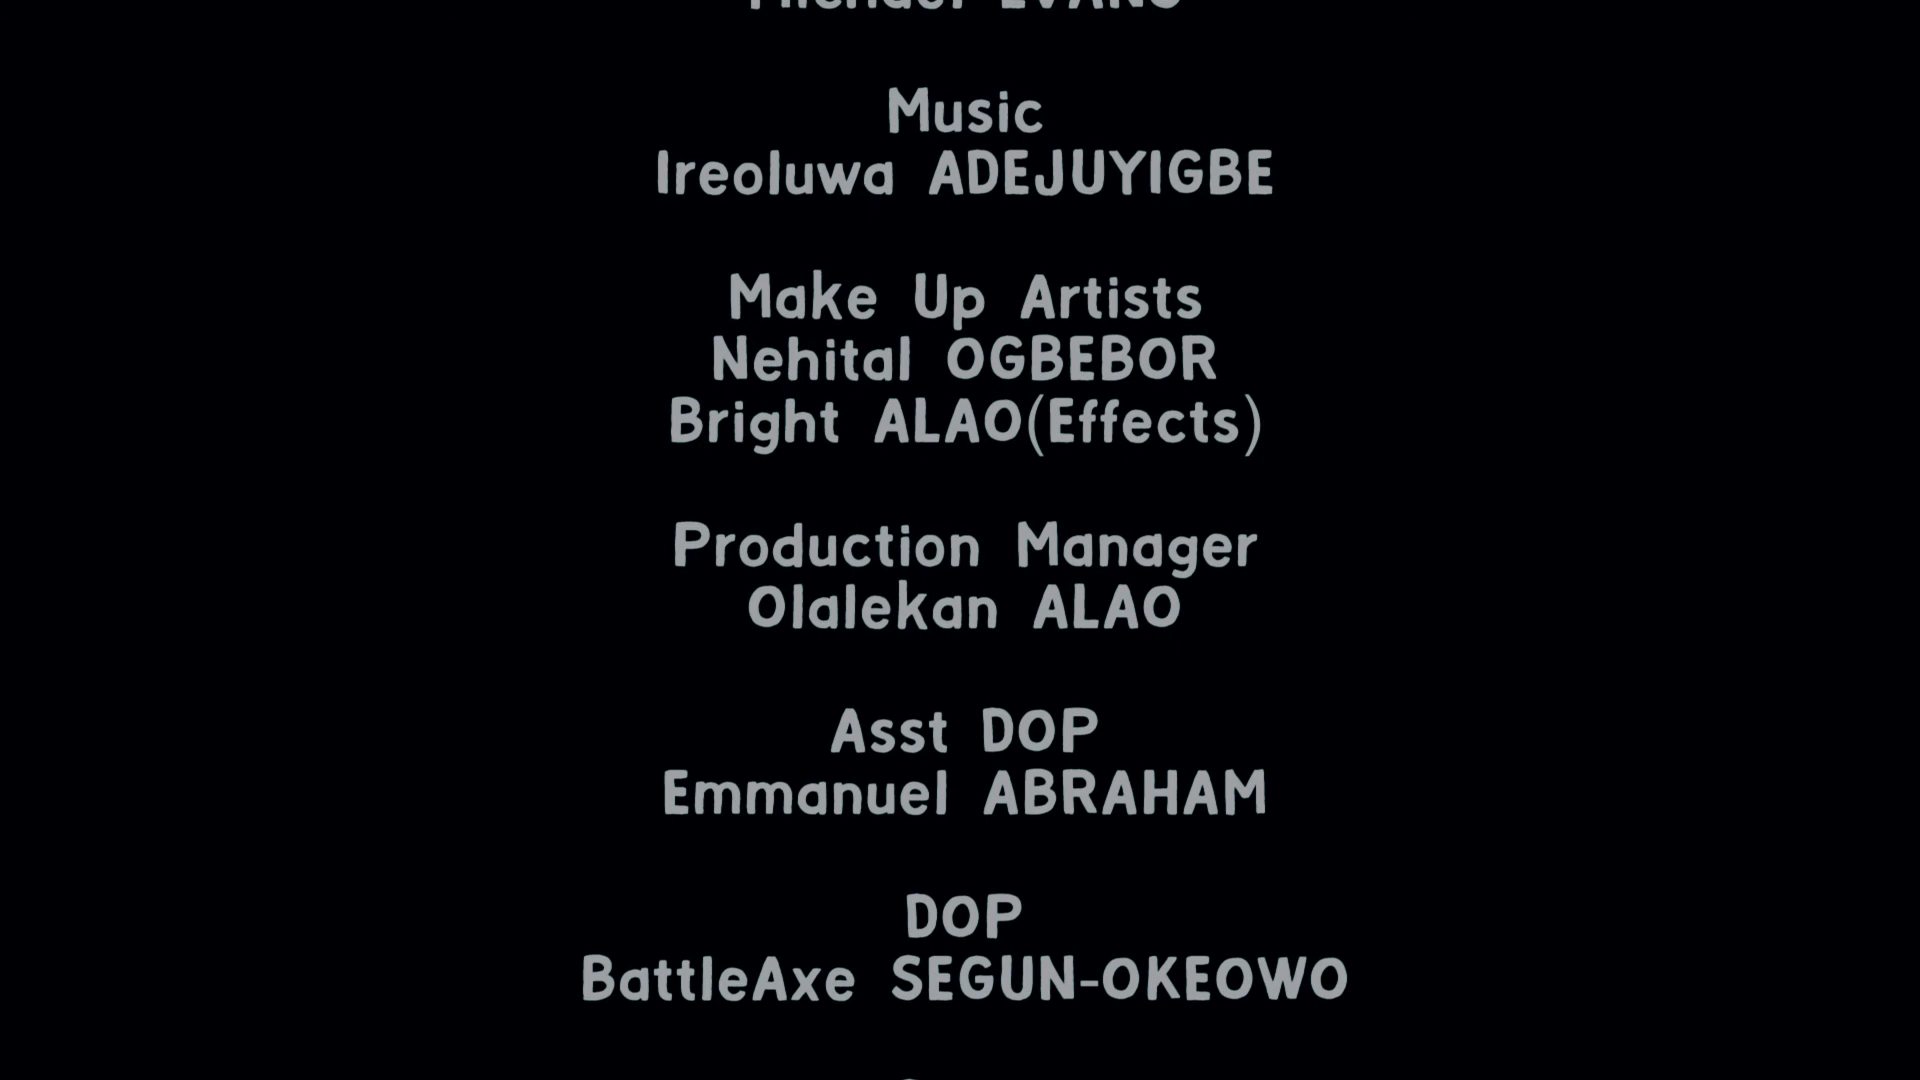 EVANS
Music
Ireoluwa ADEJUYIGBE
Make Up Artists
Nehital OGBEBOR
Bright ALAO(Effects)
Production Manager
Olalekan ALAO
Asst DOP
Emmanuel ABRAHAM
DOP
BattleAxe SEGUN-OKEOWO